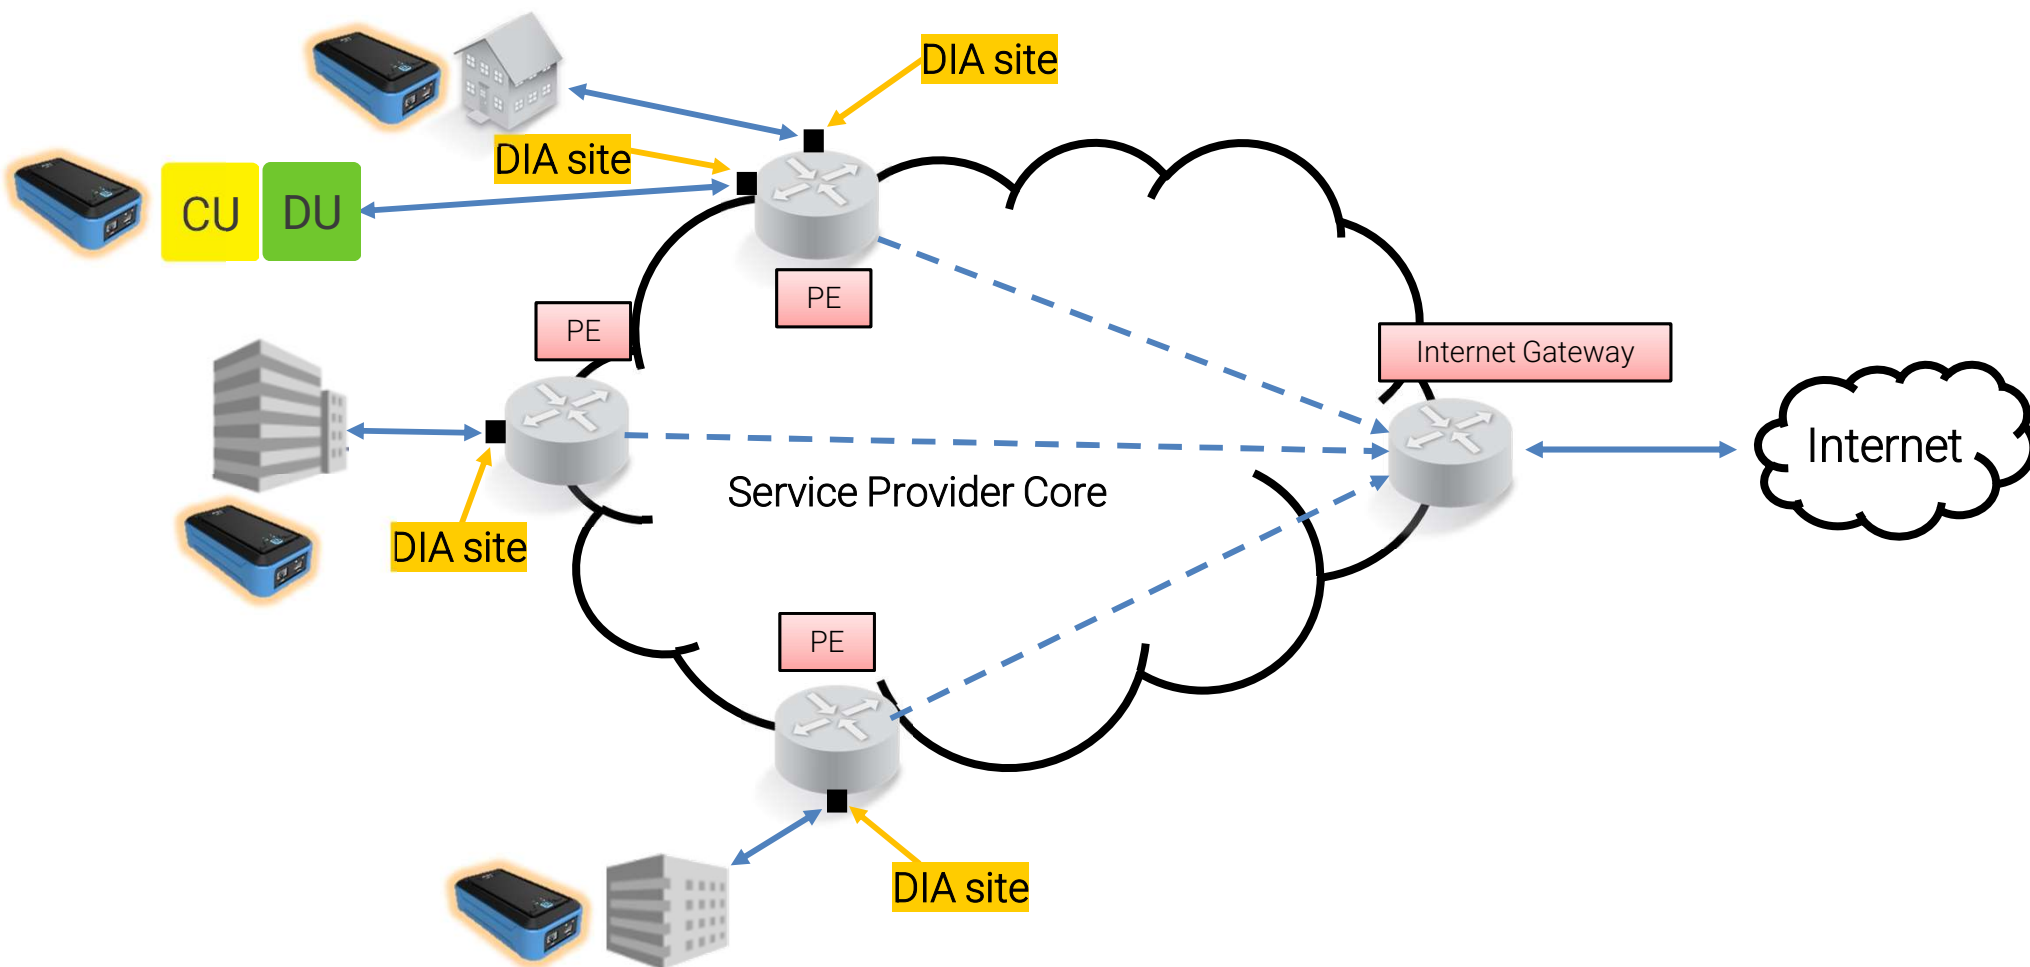 DIA site
DIA site
CU
DU
PE
PE
Internet Gateway
Internet
Service Provider Core
DIA site
PE
DIA site